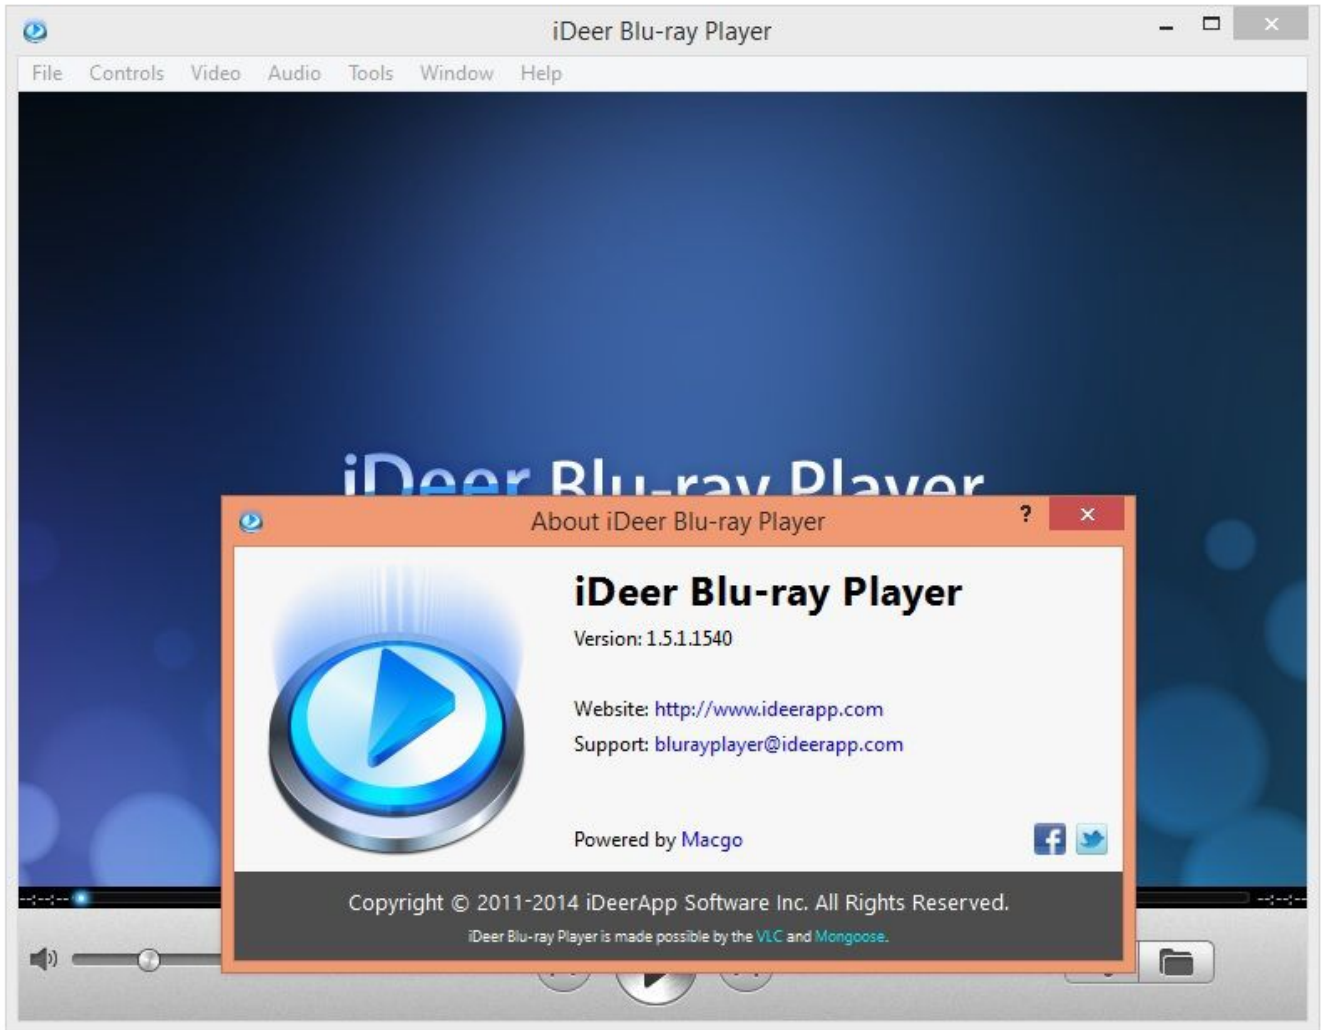 iDeer Blu-ray Player
File Controls Video Audio Tools Window Help
iDeer Blu-ray Player
About iDeer Blu-ray Player ?
iDeer Blu-ray Player
Version: 1.5.1.1540
Website: http://www.ideerapp.com
Support: blurayplayer@ideerapp.com
Powered by Macgo
Copyright © 2011-2014 iDeerApp Software Inc. All Rights Reserved.
iDeer Blu-ray Player is made possible by the VLC and Mongoose.
--:--:-- --:--:--